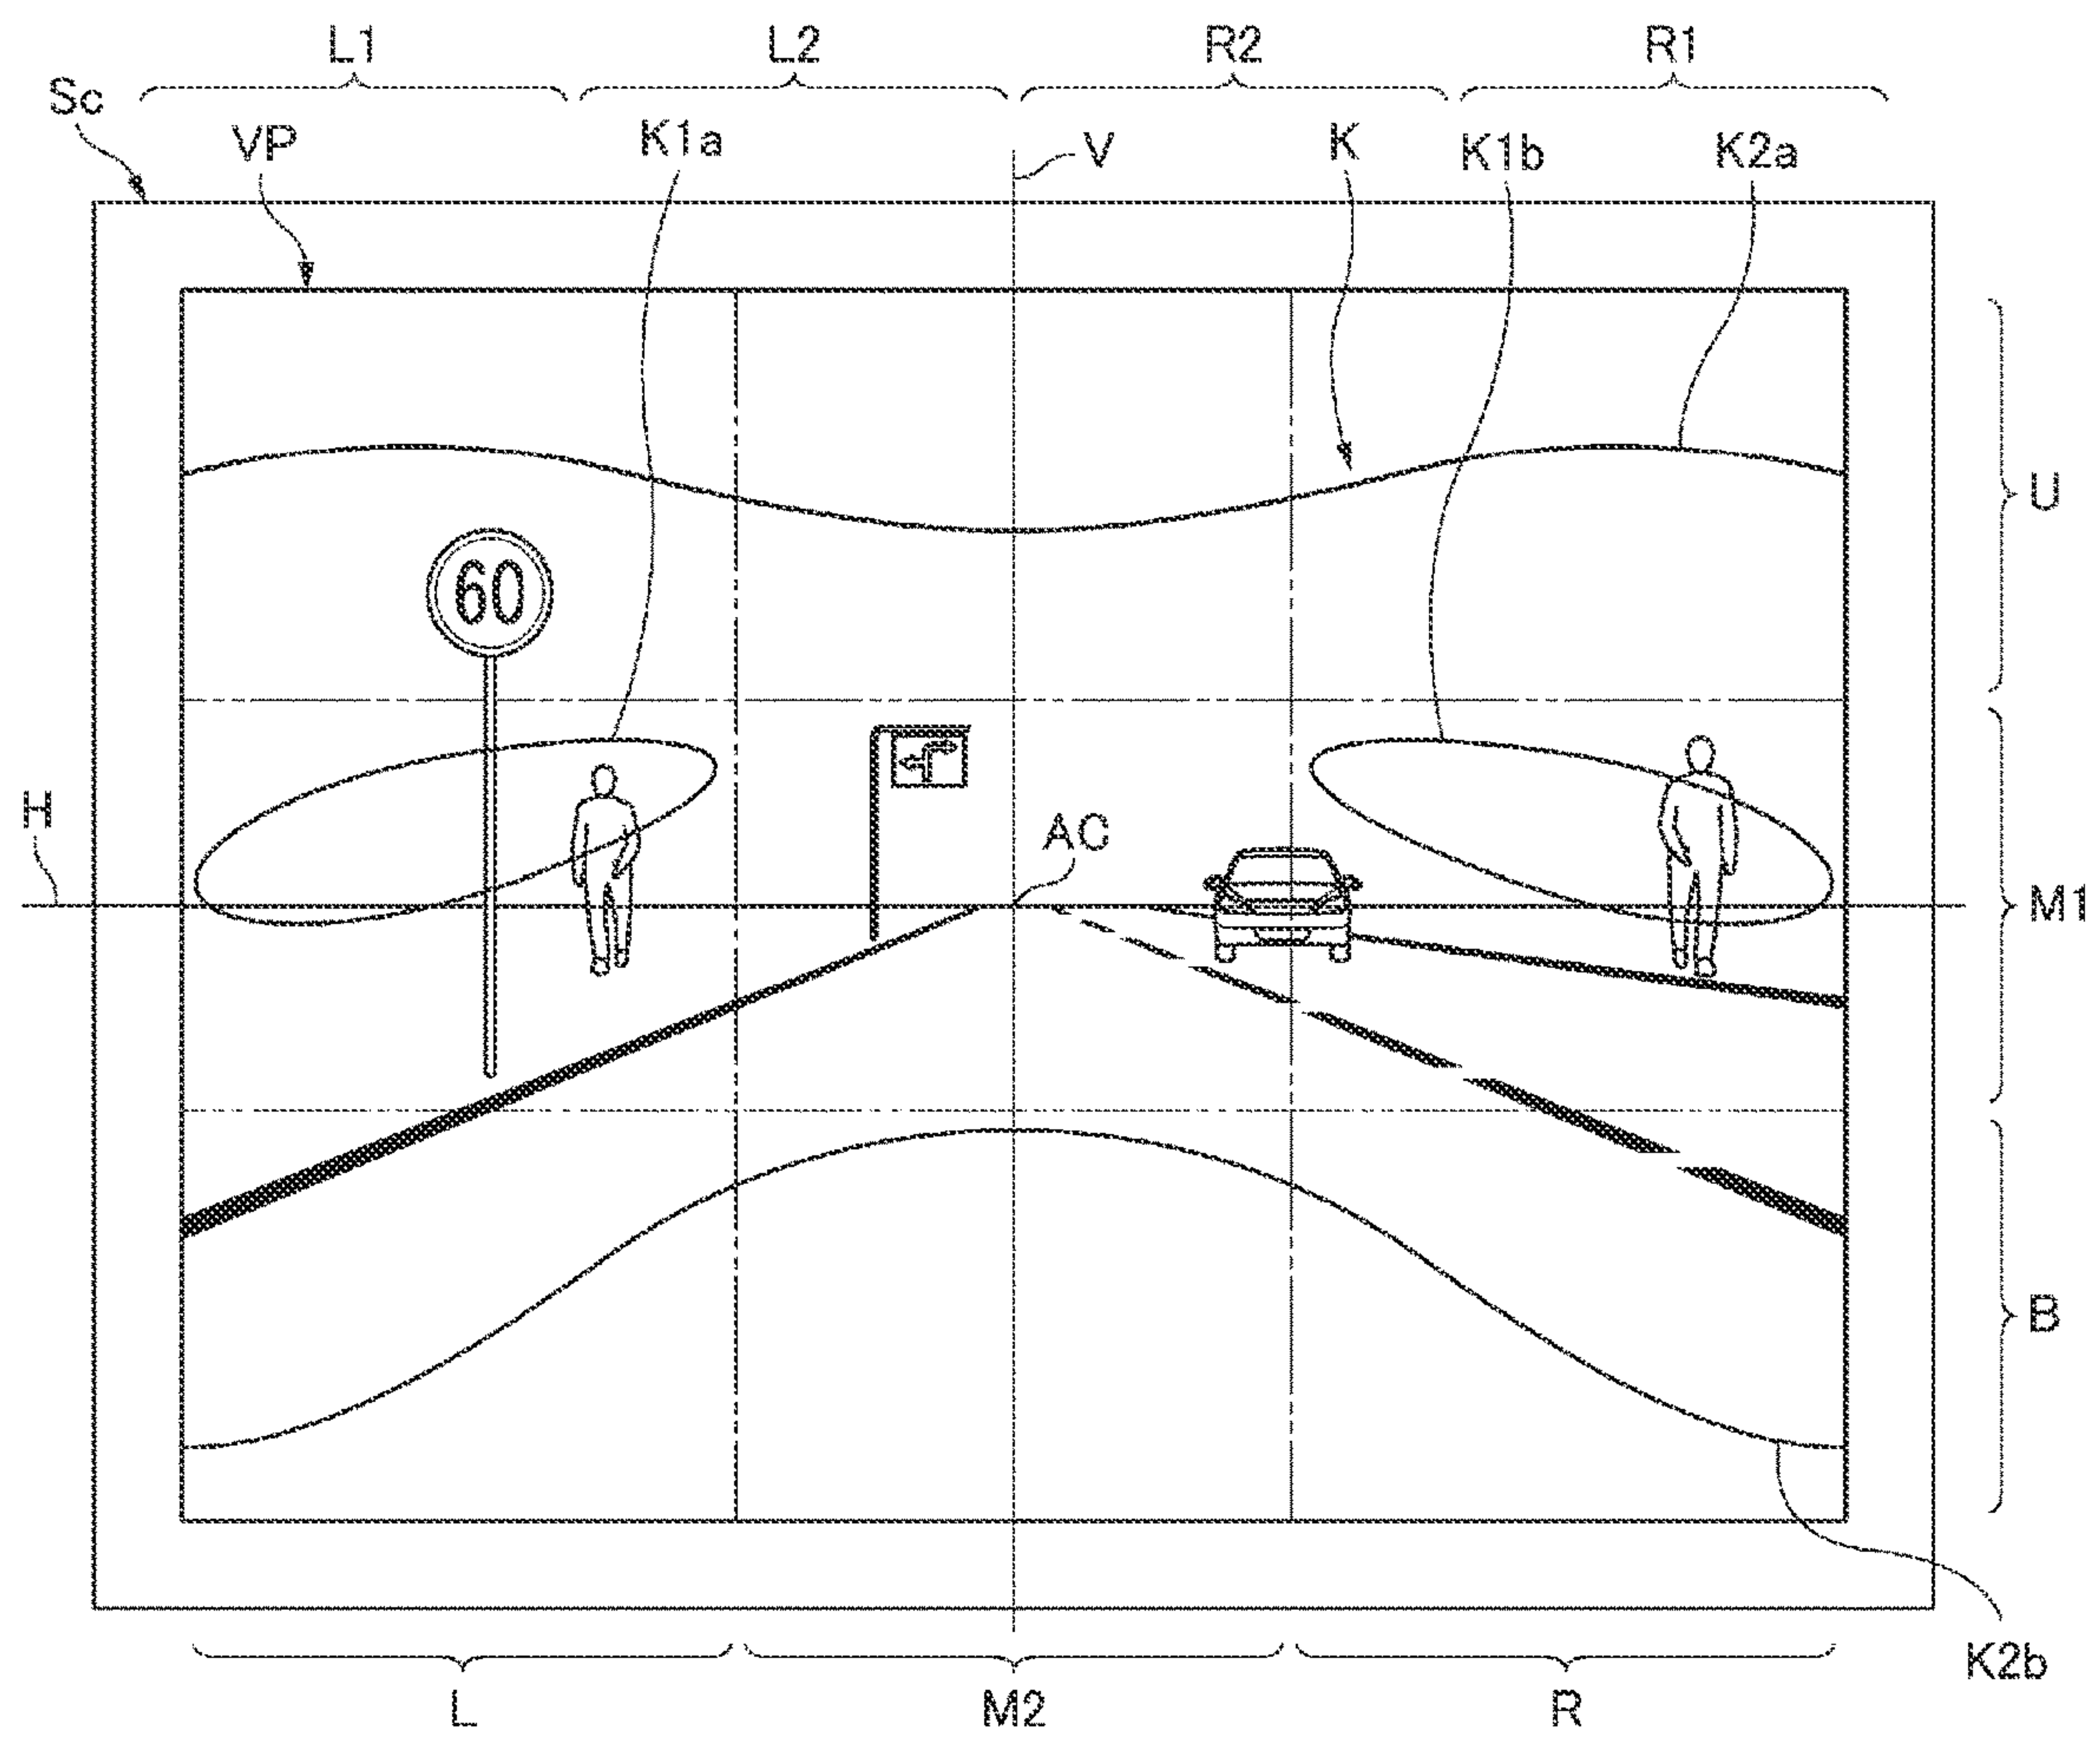 L1 L2 R2 R1
Sc VP K1a V K K1b K2a
60
U
H AC M1
B
K2b
L M2 R